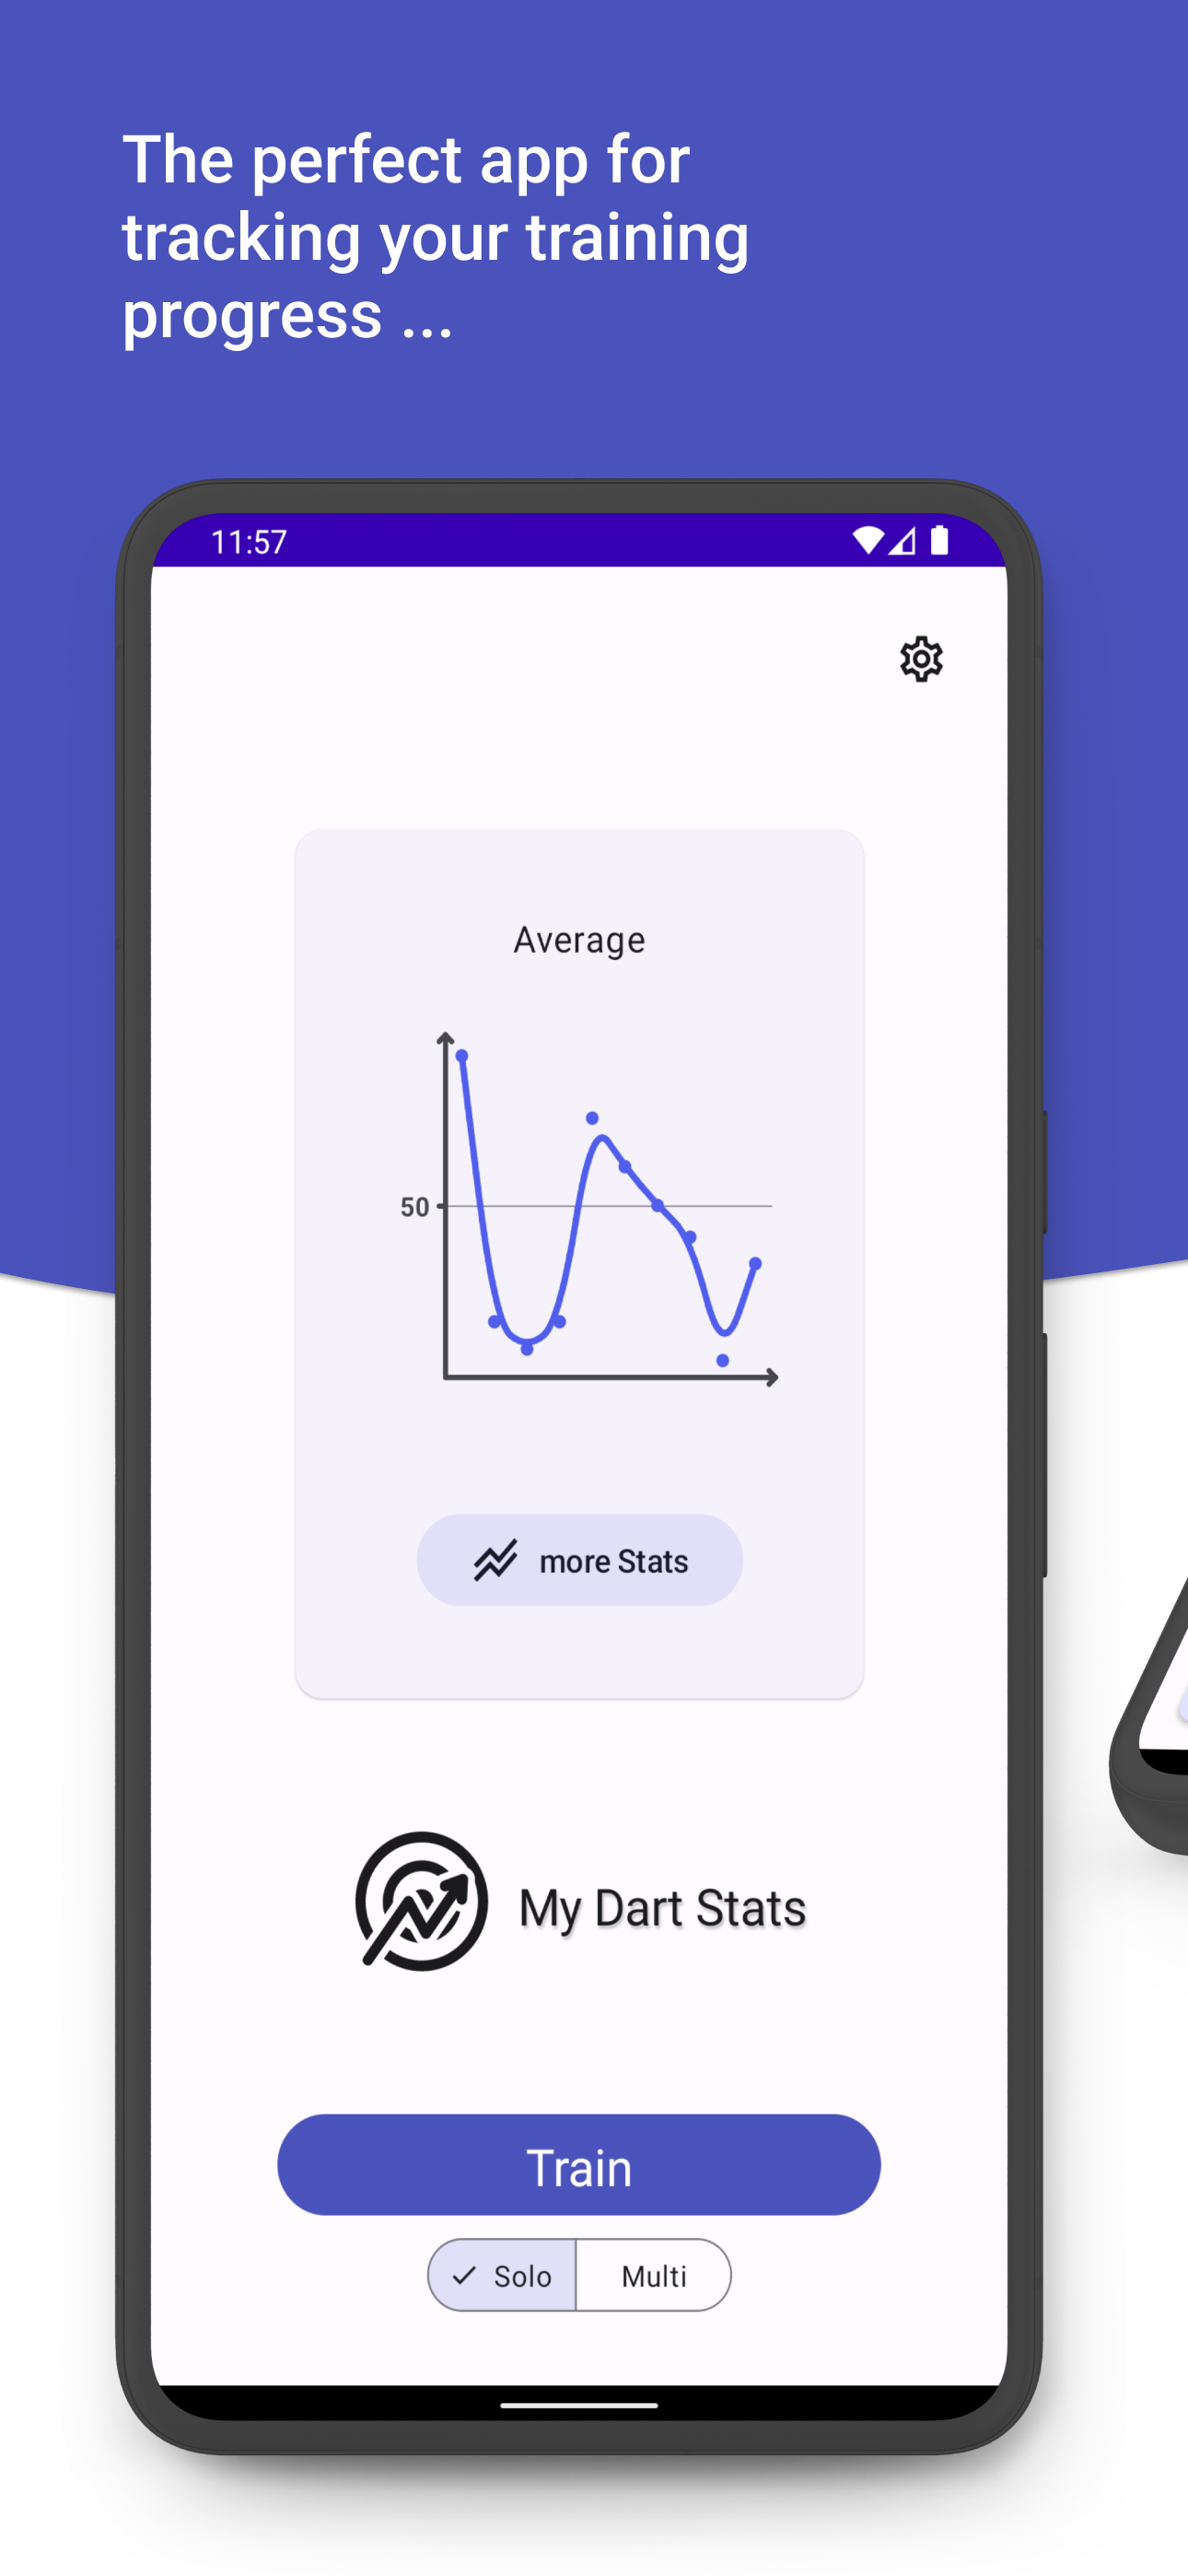 The perfect app for
tracking your training
progress ...
11:57
Average
50
more Stats
My Dart Stats
Train
Solo
Multi